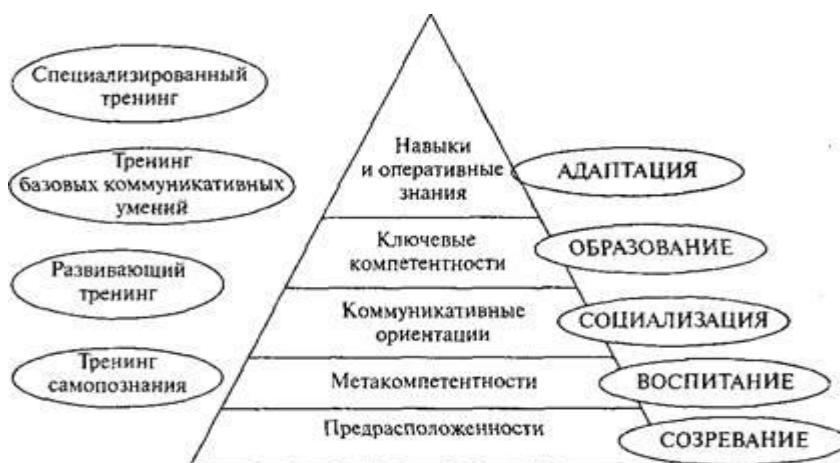 Специализированный
тренинг
Тренинг
базовых коммуникативных
умений
Развивающий
тренинг
Тренинг
самопознания
Навыки
и оперативные
знания
Ключевые
компетентности
Коммуникативные
ориентации
Метакомпетентности
Предрасположенности
АДАПТАЦИЯ
ОБРАЗОВАНИЕ
СОЦИАЛИЗАЦИЯ
ВОСПИТАНИЕ
СОЗРЕВАНИЕ